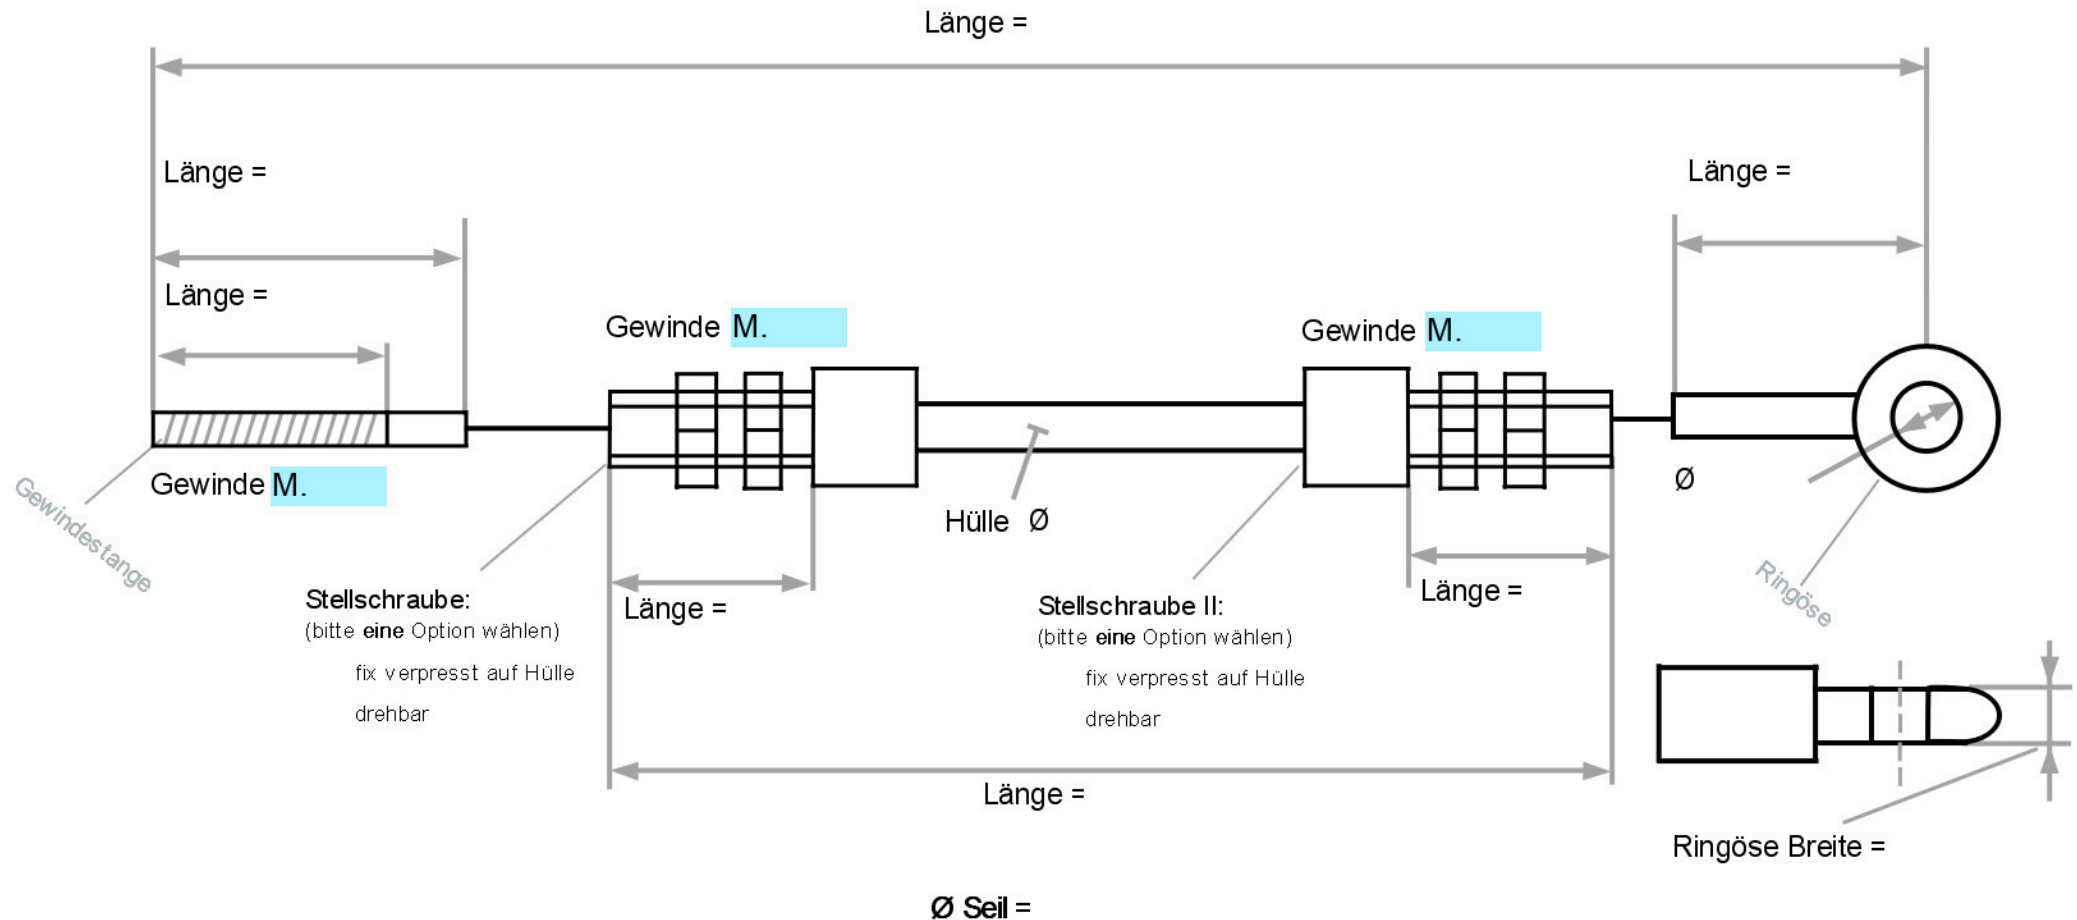 Länge =
Länge =
Länge =
Länge =
Gewinde M.
Gewinde M.
Gewinde M.
Gewindestange
Hülle Ø
Ø
Ringöse
Stellschraube:
(bitte eine Option wählen)
fix verpresst auf Hülle
drehbar
Länge =
Stellschraube II:
(bitte eine Option wählen)
fix verpresst auf Hülle
drehbar
Länge =
Länge =
Ringöse Breite =
Ø Seil =